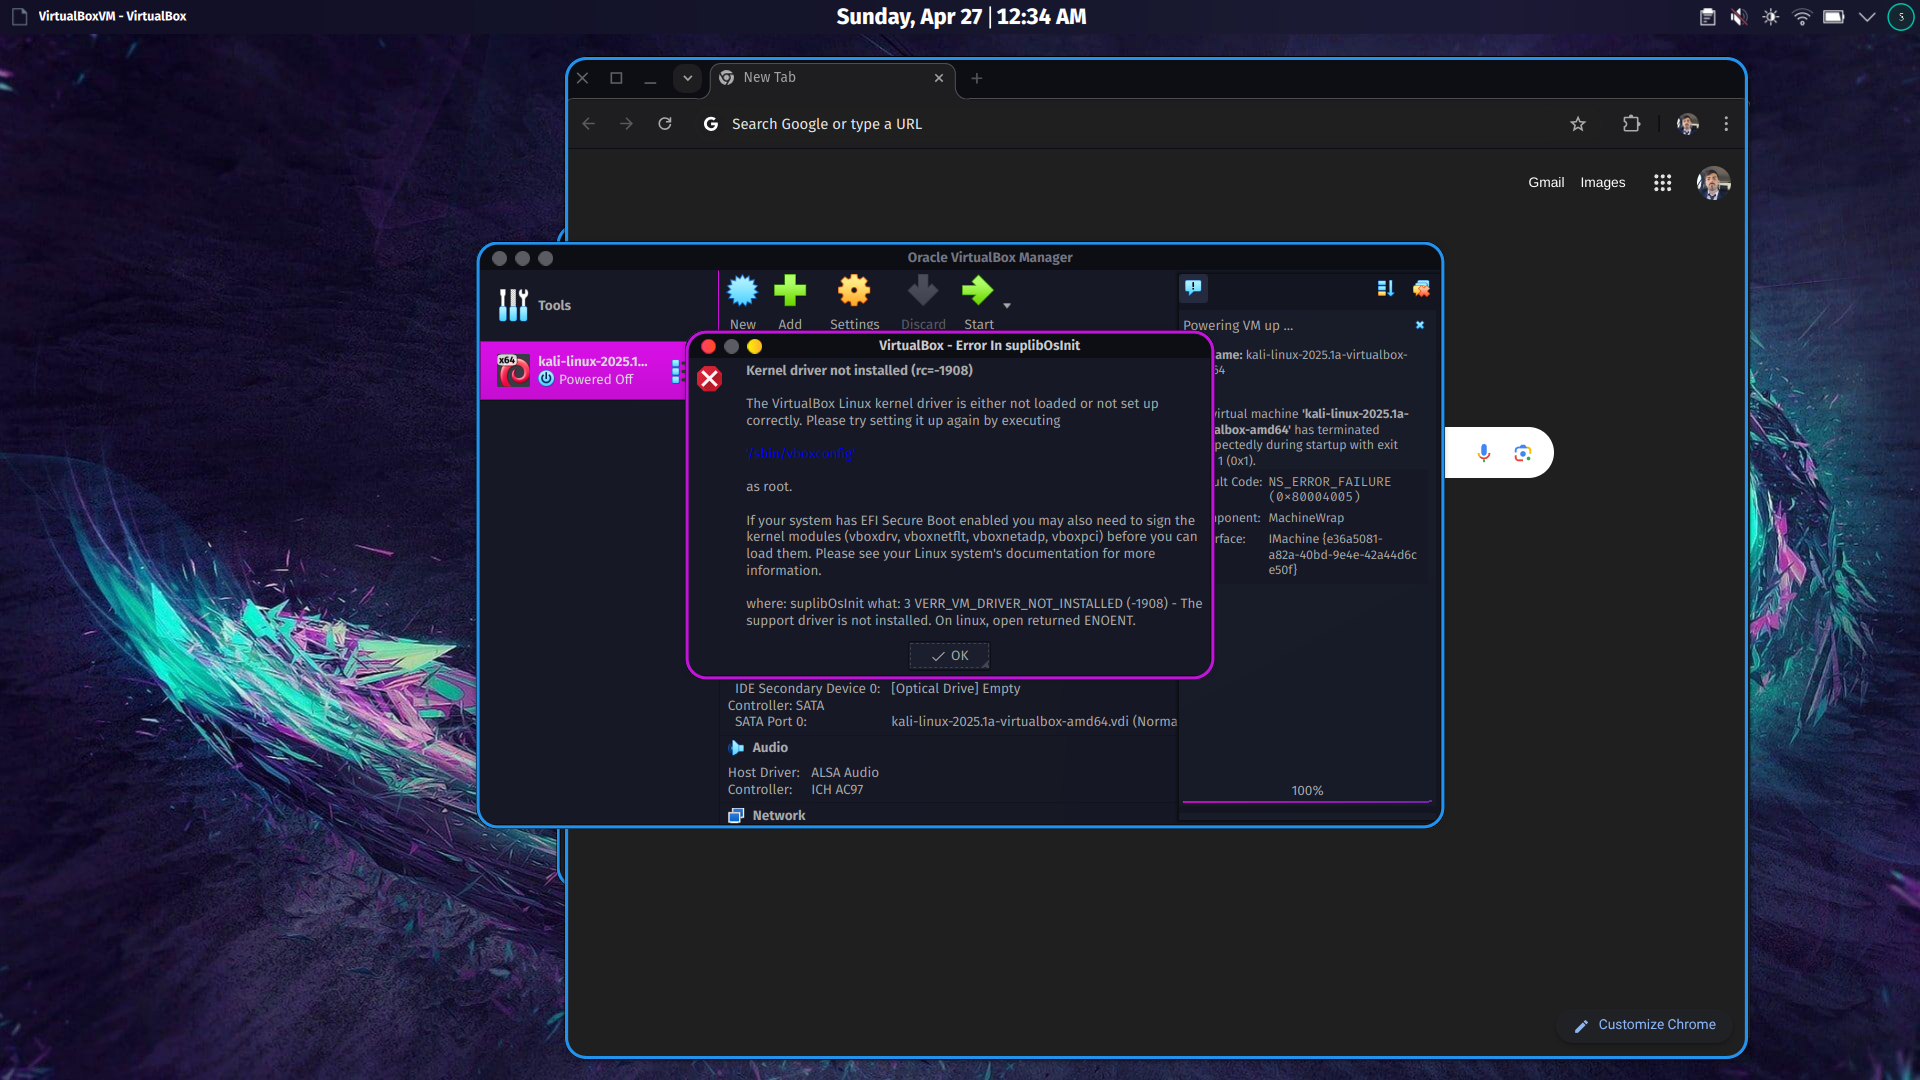 VirtualBoxVM - VirtualBox
Sunday, Apr 27 | 12:34 AM
New Tab
Search Google or type a URL
Gmail
Images
Oracle VirtualBox Manager
Tools
New
Add
Settings
Discard
Start
x64
kali-linux-2025.1...
Powered Off
VirtualBox - Error In suplibOsInit
Kernel driver not installed (rc=-1908)
The VirtualBox Linux kernel driver is either not loaded or not set up
correctly. Please try setting it up again by executing
'/sbin/vboxconfig'
as root.
If your system has EFI Secure Boot enabled you may also need to sign the
kernel modules (vboxdrv, vboxnetflt, vboxnetadp, vboxpci) before you can
load them. Please see your Linux system's documentation for more
information.
where: suplibOsInit what: 3 VERR_VM_DRIVER_NOT_INSTALLED (-1908) - The
support driver is not installed. On linux, open returned ENOENT.
OK
Powering VM up ...
ame: kali-linux-2025.1a-virtualbox-
64
virtual machine 'kali-linux-2025.1a-
albox-amd64' has terminated
pectedly during startup with exit
1 (0x1).
ult Code: NS_ERROR_FAILURE
(0x80004005)
ponent: MachineWrap
rface: IMachine {e36a5081-
a82a-40bd-9e4e-42a44d6c
e50f}
100%
IDE Secondary Device 0: [Optical Drive] Empty
Controller: SATA
SATA Port 0: kali-linux-2025.1a-virtualbox-amd64.vdi (Norma
Audio
Host Driver: ALSA Audio
Controller: ICH AC97
Network
Customize Chrome